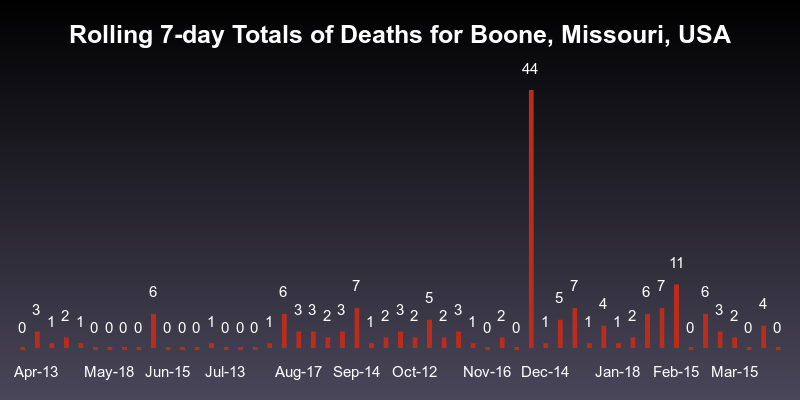 Rolling 7-day Totals of Deaths for Boone, Missouri, USA
44
0 3 1 2 1 0 0 0 0 6 0 0 0 1 0 0 0 1 6 3 3 2 3 7 1 2 3 2 5 2 3 1 0 2 0 1 5 7 1 4 1 2 6 7 11 0 6 3 2 0 4 0
Apr-13 May-18 Jun-15 Jul-13 Aug-17 Sep-14 Oct-12 Nov-16 Dec-14 Jan-18 Feb-15 Mar-15